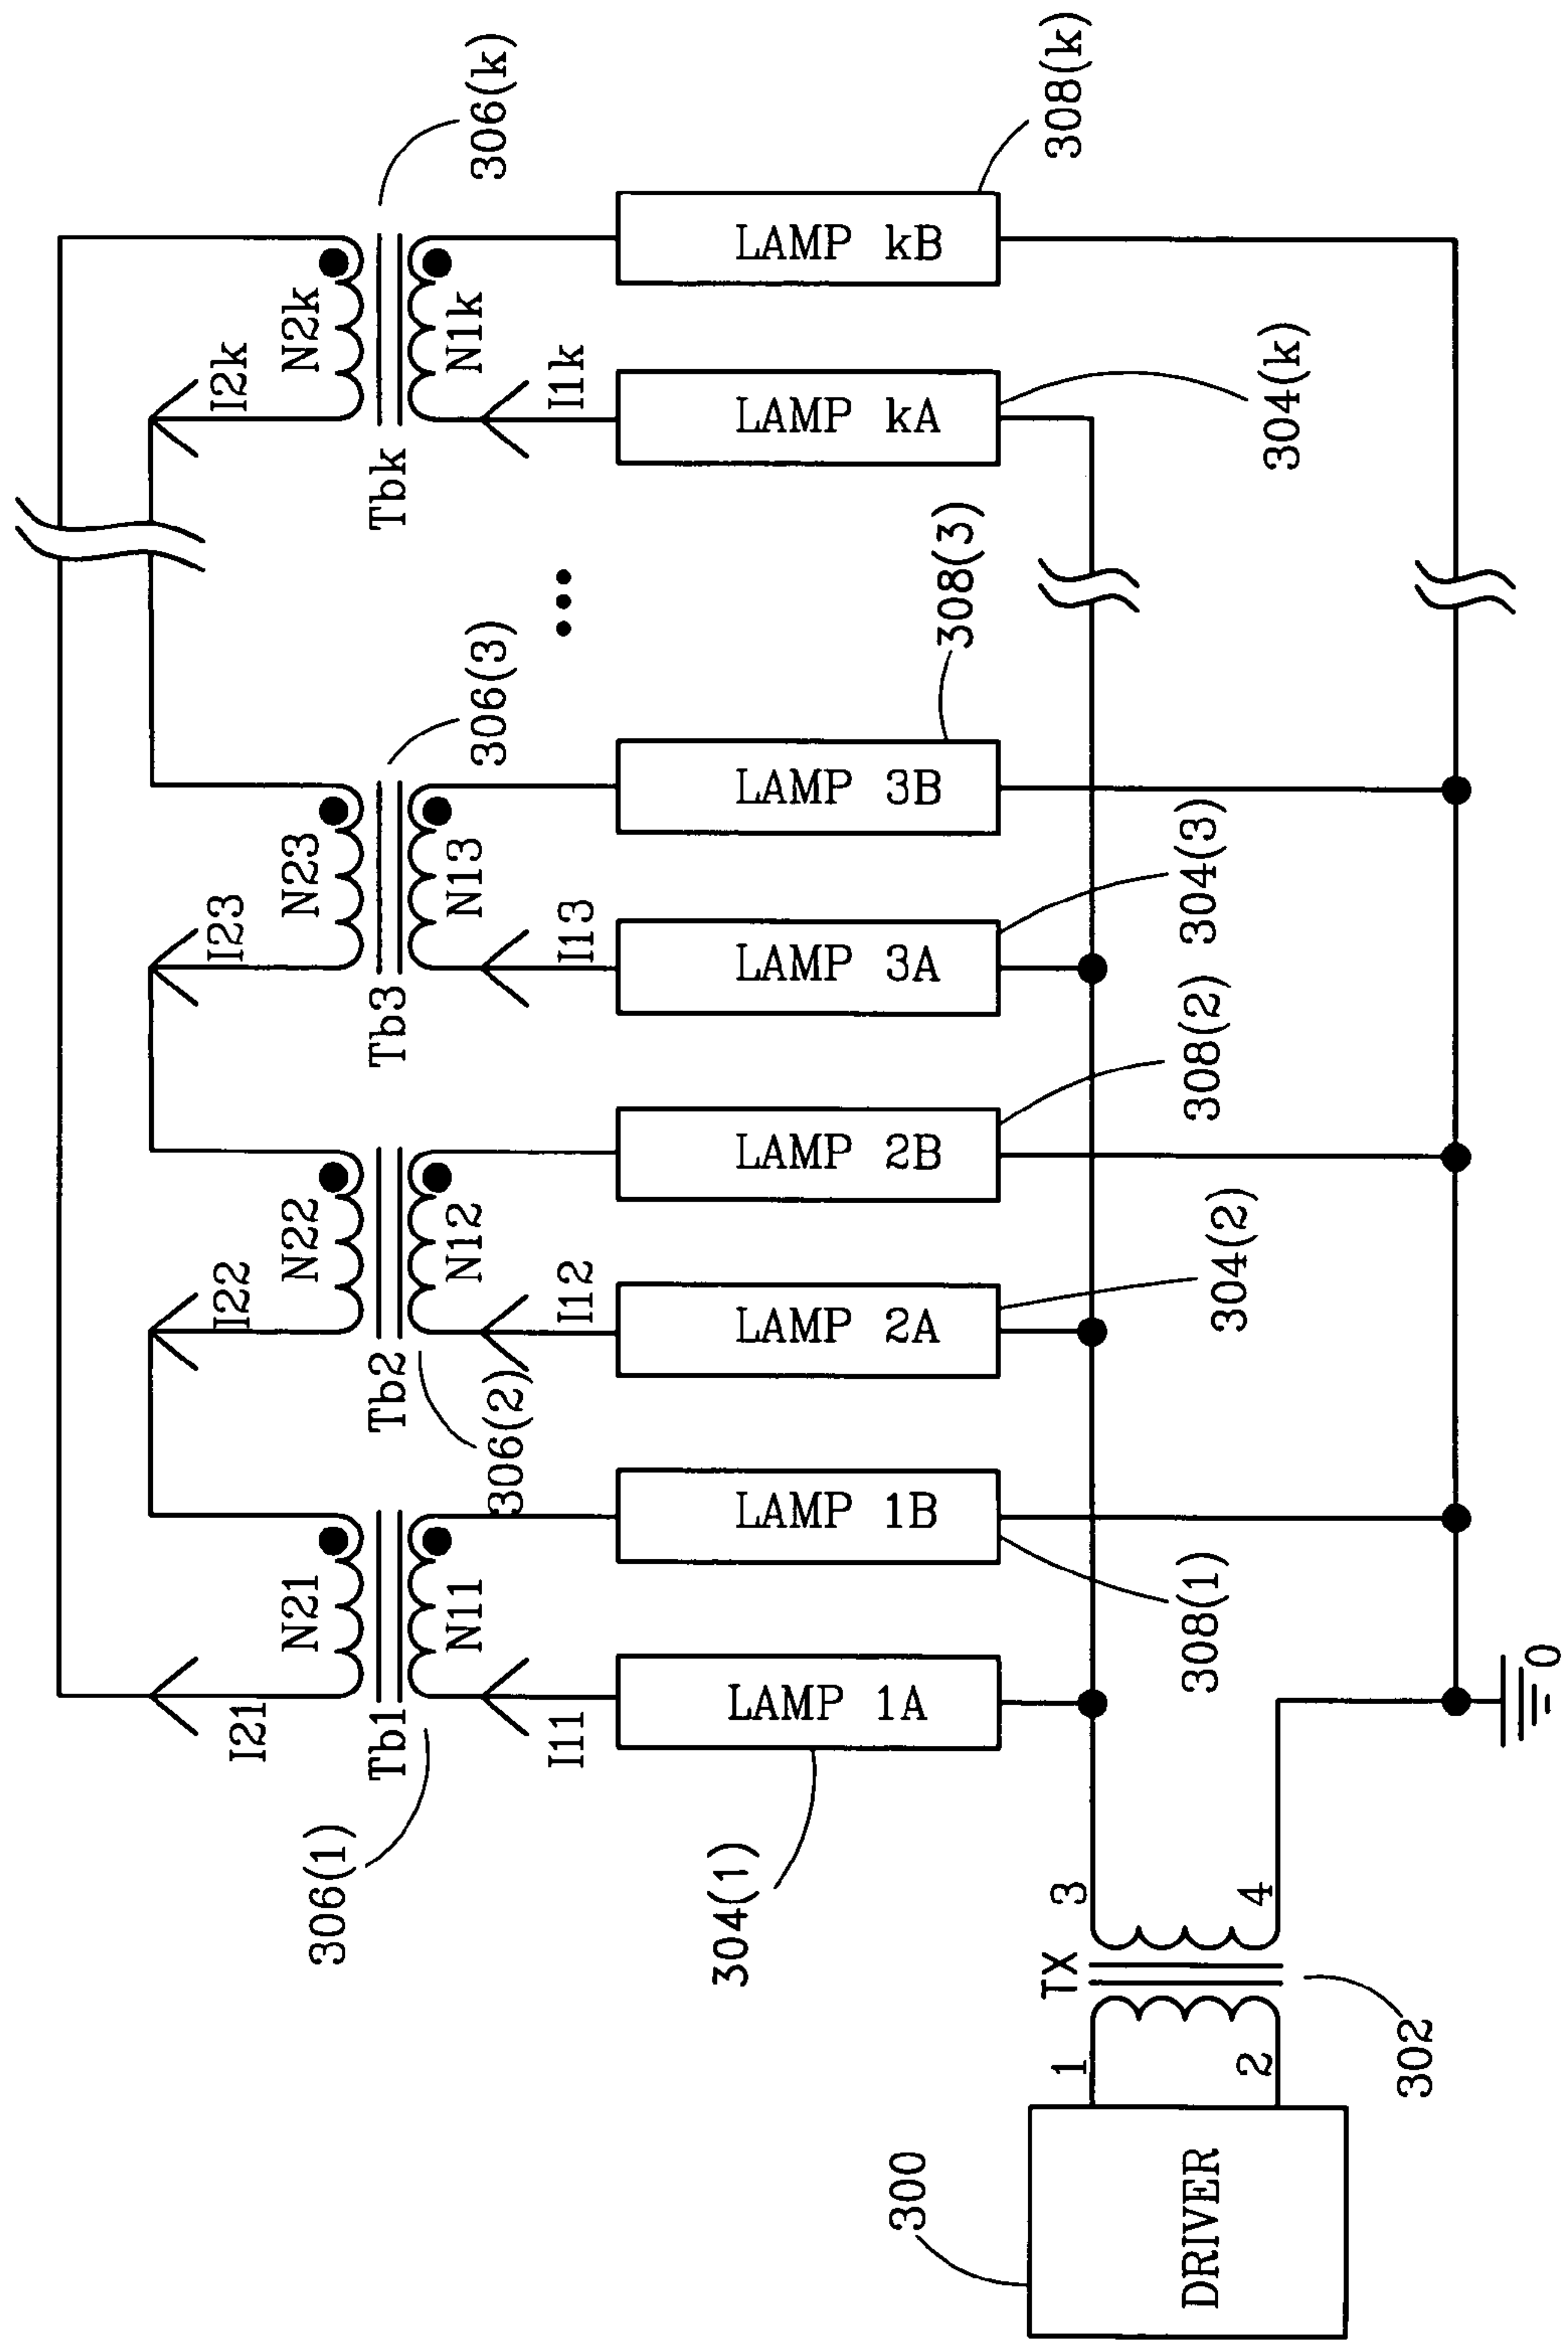 306(1)
306(2)
306(3)
306(k)
I21
N21
I22
N22
I23
N23
I2k
N2k
Tb1
Tb2
Tb3
Tbk
N11
N12
N13
N1k
I11
I12
I13
I1k
...
304(1)
LAMP 1A
LAMP 1B
LAMP 2A
LAMP 2B
LAMP 3A
LAMP 3B
LAMP kA
LAMP kB
308(1)
304(2)
308(2)
304(3)
308(3)
304(k)
308(k)
300
DRIVER
1
2
TX
3
4
302
0